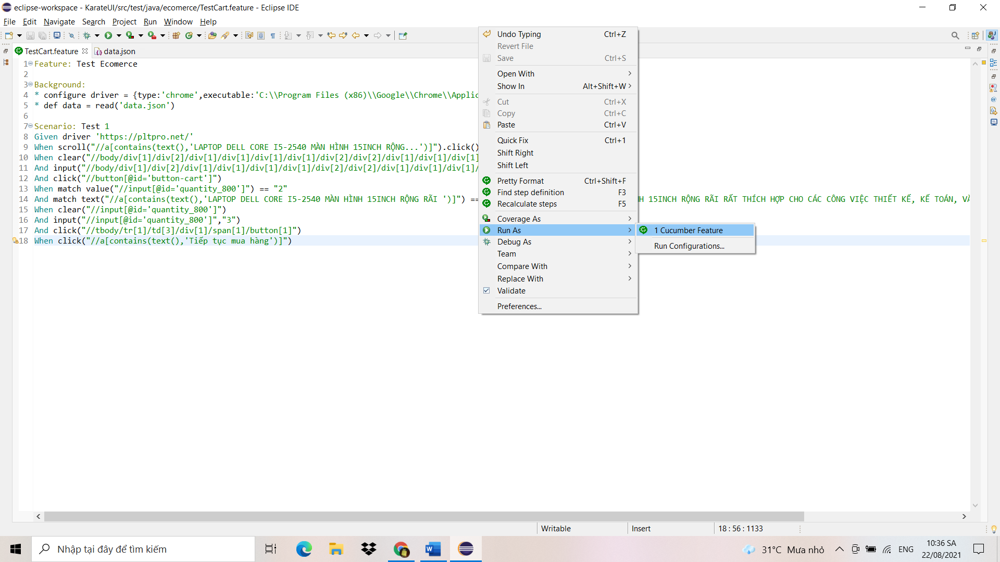 eclipse-workspace - KarateUI/src/test/java/ecomerce/TestCart.feature - Eclipse IDE
File Edit Navigate Search Project Run Window Help
TestCart.feature data.json
1 Feature: Test Ecomerce
2
3 Background:
4 * configure driver = {type:'chrome',executable:'C:\\Program Files (x86)\\Google\\Chrome\\Applic
5 * def data = read('data.json')
6
7 Scenario: Test 1
8 Given driver 'https://pltpro.net/'
9 When scroll("//a[contains(text(),'LAPTOP DELL CORE I5-2540 MÀN HÌNH 15INCH RỘNG...')]").click()
10 When clear("//body/div[1]/div[2]/div[1]/div[1]/div[1]/div[1]/div[2]/div[2]/div[1]/div[1]/div[1]
11 And input("//body/div[1]/div[2]/div[1]/div[1]/div[1]/div[1]/div[2]/div[2]/div[1]/div[1]/div[1]/
12 And click("//button[@id='button-cart']")
13 When match value("//input[@id='quantity_800']") == "2"
14 And match text("//a[contains(text(),'LAPTOP DELL CORE I5-2540 MÀN HÌNH 15INCH RỘNG RÃI ')]") == H 15INCH RỘNG RÃI RẤT THÍCH HỢP CHO CÁC CÔNG VIỆC THIẾT KẾ, KẾ TOÁN, VĂ
15 When clear("//input[@id='quantity_800']")
16 And input("//input[@id='quantity_800']","3")
17 And click("//tbody/tr[1]/td[3]/div[1]/span[1]/button[1]")
18 When click("//a[contains(text(),'Tiếp tục mua hàng')]")
Undo Typing Ctrl+Z
Revert File
Save Ctrl+S
Open With
Show In Alt+Shift+W
Cut Ctrl+X
Copy Ctrl+C
Paste Ctrl+V
Quick Fix Ctrl+1
Shift Right
Shift Left
Pretty Format Ctrl+Shift+F
Find step definition F3
Recalculate steps F5
Coverage As
Run As
Debug As
Team
Compare With
Replace With
Validate
Preferences...
1 Cucumber Feature
Run Configurations...
Writable Insert 18 : 56 : 1133
Nhập tại đây để tìm kiếm
31°C Mưa nhỏ
ENG
10:36 SA
22/08/2021